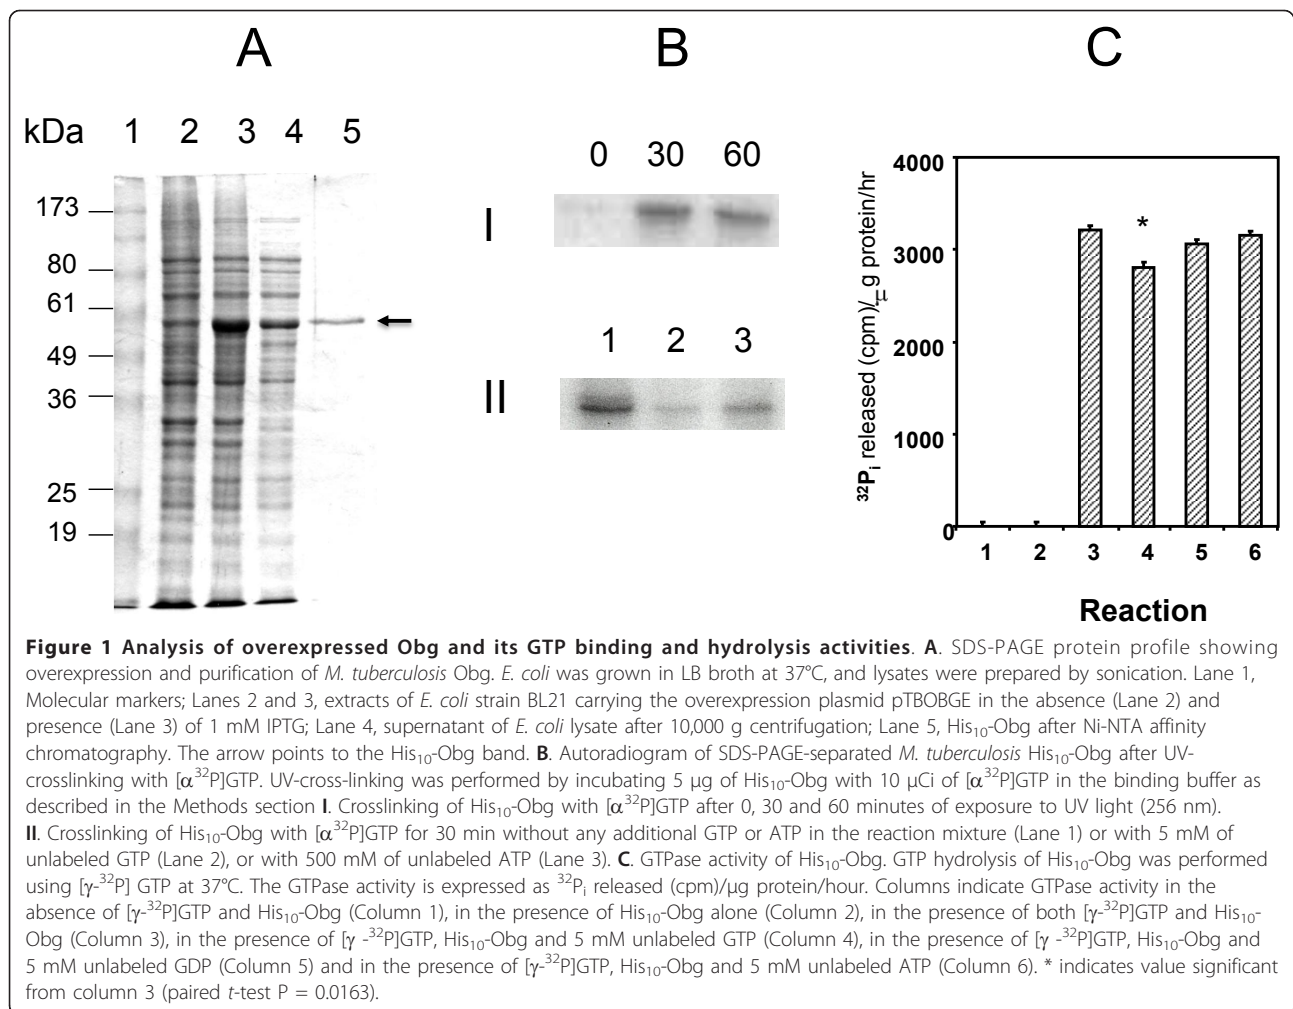 A
B
C
kDa 1 2 3 4 5
173
80
61
49
36
25
19
I
0 30 60
II
1 2 3
³²Pᵢ released (cpm)/μg protein/hr
4000
3000
2000
1000
0
*
1 2 3 4 5 6
Reaction
Figure 1 Analysis of overexpressed Obg and its GTP binding and hydrolysis activities. A. SDS-PAGE protein profile showing
overexpression and purification of M. tuberculosis Obg. E. coli was grown in LB broth at 37°C, and lysates were prepared by sonication. Lane 1,
Molecular markers; Lanes 2 and 3, extracts of E. coli strain BL21 carrying the overexpression plasmid pTBOBGE in the absence (Lane 2) and
presence (Lane 3) of 1 mM IPTG; Lane 4, supernatant of E. coli lysate after 10,000 g centrifugation; Lane 5, His₁₀-Obg after Ni-NTA affinity
chromatography. The arrow points to the His₁₀-Obg band. B. Autoradiogram of SDS-PAGE-separated M. tuberculosis His₁₀-Obg after UV-
crosslinking with [α³²P]GTP. UV-cross-linking was performed by incubating 5 μg of His₁₀-Obg with 10 μCi of [α³²P]GTP in the binding buffer as
described in the Methods section I. Crosslinking of His₁₀-Obg with [α³²P]GTP after 0, 30 and 60 minutes of exposure to UV light (256 nm).
II. Crosslinking of His₁₀-Obg with [α³²P]GTP for 30 min without any additional GTP or ATP in the reaction mixture (Lane 1) or with 5 mM of
unlabeled GTP (Lane 2), or with 500 mM of unlabeled ATP (Lane 3). C. GTPase activity of His₁₀-Obg. GTP hydrolysis of His₁₀-Obg was performed
using [γ-³²P] GTP at 37°C. The GTPase activity is expressed as ³²Pᵢ released (cpm)/μg protein/hour. Columns indicate GTPase activity in the
absence of [γ-³²P]GTP and His₁₀-Obg (Column 1), in the presence of His₁₀-Obg alone (Column 2), in the presence of both [γ-³²P]GTP and His₁₀-
Obg (Column 3), in the presence of [γ -³²P]GTP, His₁₀-Obg and 5 mM unlabeled GTP (Column 4), in the presence of [γ -³²P]GTP, His₁₀-Obg and
5 mM unlabeled GDP (Column 5) and in the presence of [γ-³²P]GTP, His₁₀-Obg and 5 mM unlabeled ATP (Column 6). * indicates value significant
from column 3 (paired t-test P = 0.0163).